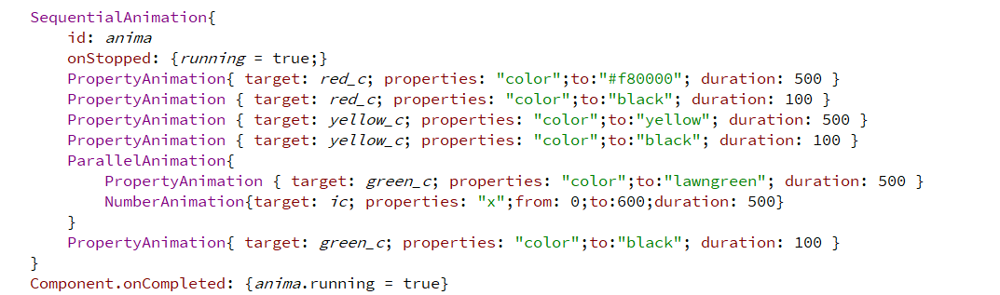 SequentialAnimation{
    id: anima
    onStopped: {running = true;}
    PropertyAnimation{ target: red_c; properties: "color";to:"#f80000"; duration: 500 }
    PropertyAnimation { target: red_c; properties: "color";to:"black"; duration: 100 }
    PropertyAnimation { target: yellow_c; properties: "color";to:"yellow"; duration: 500 }
    PropertyAnimation { target: yellow_c; properties: "color";to:"black"; duration: 100 }
    ParallelAnimation{
        PropertyAnimation { target: green_c; properties: "color";to:"lawngreen"; duration: 500 }
        NumberAnimation{target: ic; properties: "x";from: 0;to:600;duration: 500}
    }
    PropertyAnimation{ target: green_c; properties: "color";to:"black"; duration: 100 }
}
Component.onCompleted: {anima.running = true}